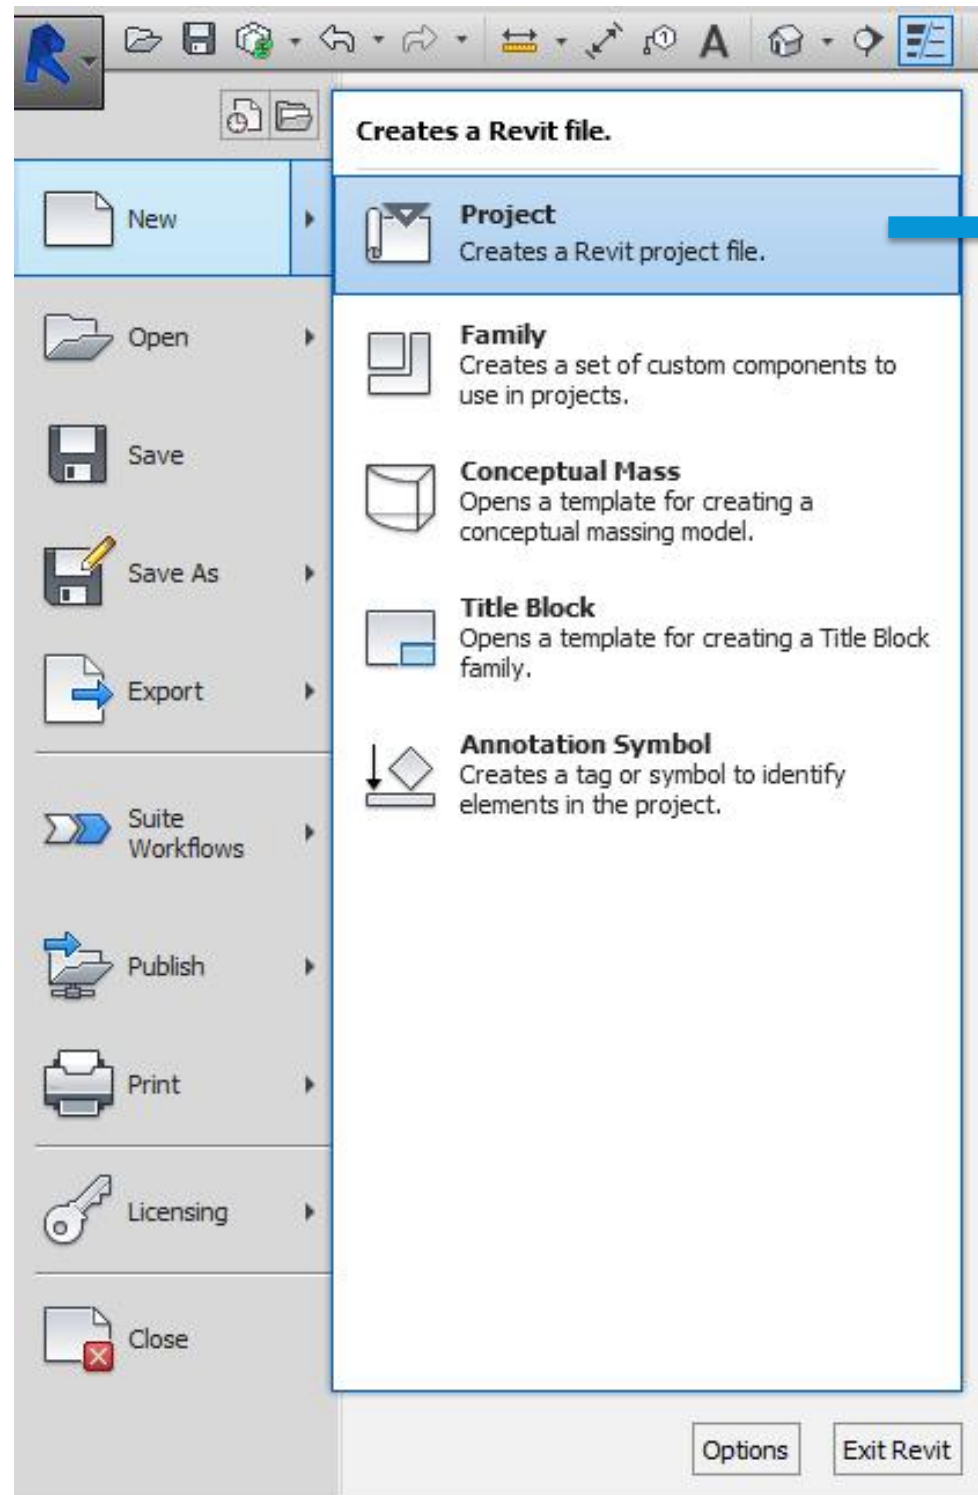 Creates a Revit file.
New
Project
Creates a Revit project file.
Open
Family
Creates a set of custom components to
use in projects.
Save
Conceptual Mass
Opens a template for creating a
conceptual massing model.
Save As
Title Block
Opens a template for creating a Title Block
family.
Export
Annotation Symbol
Creates a tag or symbol to identify
elements in the project.
Suite
Workflows
Publish
Print
Licensing
Close
Options
Exit Revit